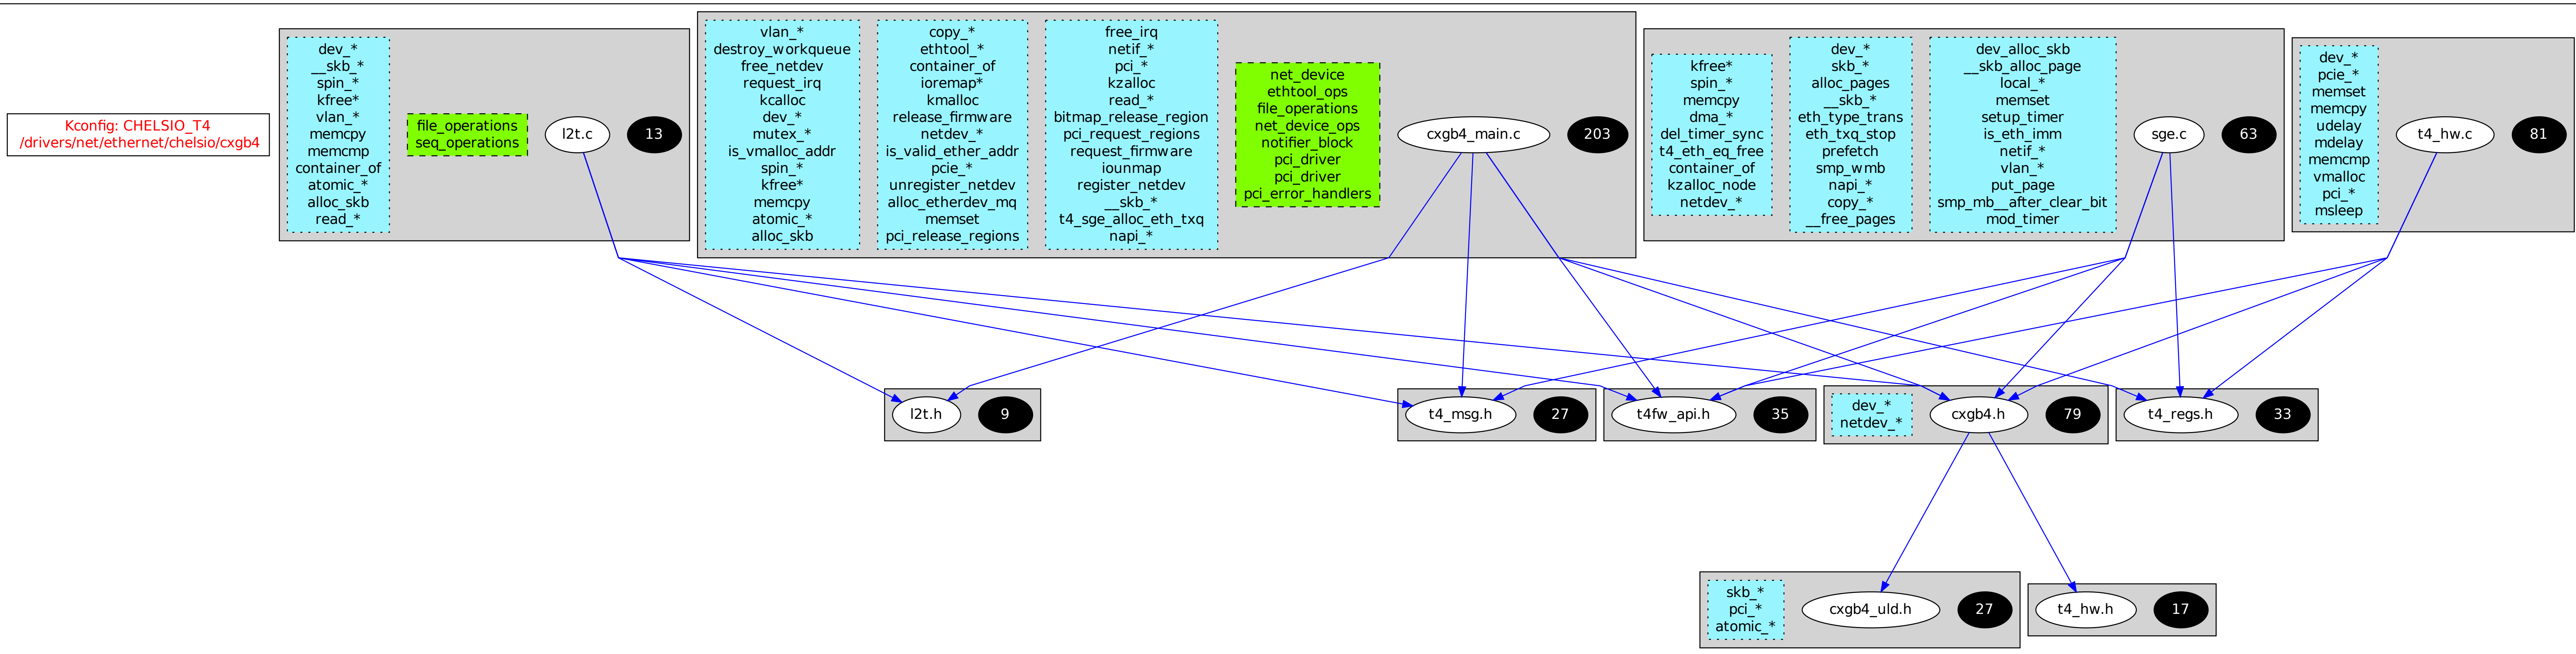 Kconfig: CHELSIO_T4
/drivers/net/ethernet/chelsio/cxgb4
dev_*
__skb_*
spin_*
kfree*
vlan_*
memcpy
memcmp
container_of
atomic_*
alloc_skb
read_*
file_operations
seq_operations
l2t.c
13
vlan_*
destroy_workqueue
free_netdev
request_irq
kcalloc
dev_*
mutex_*
is_vmalloc_addr
spin_*
kfree*
memcpy
atomic_*
alloc_skb
copy_*
ethtool_*
container_of
ioremap*
kmalloc
release_firmware
netdev_*
is_valid_ether_addr
pcie_*
unregister_netdev
alloc_etherdev_mq
memset
pci_release_regions
free_irq
netif_*
pci_*
kzalloc
read_*
bitmap_release_region
pci_request_regions
request_firmware
iounmap
register_netdev
__skb_*
t4_sge_alloc_eth_txq
napi_*
net_device
ethtool_ops
file_operations
net_device_ops
notifier_block
pci_driver
pci_driver
pci_error_handlers
cxgb4_main.c
203
kfree*
spin_*
memcpy
dma_*
del_timer_sync
t4_eth_eq_free
container_of
kzalloc_node
netdev_*
dev_*
skb_*
alloc_pages
__skb_*
eth_type_trans
eth_txq_stop
prefetch
smp_wmb
napi_*
copy_*
__free_pages
dev_alloc_skb
__skb_alloc_page
local_*
memset
setup_timer
is_eth_imm
netif_*
vlan_*
put_page
smp_mb__after_clear_bit
mod_timer
sge.c
63
dev_*
pcie_*
memset
memcpy
udelay
mdelay
memcmp
vmalloc
pci_*
msleep
t4_hw.c
81
l2t.h
9
t4_msg.h
27
t4fw_api.h
35
dev_*
netdev_*
cxgb4.h
79
t4_regs.h
33
skb_*
pci_*
atomic_*
cxgb4_uld.h
27
t4_hw.h
17